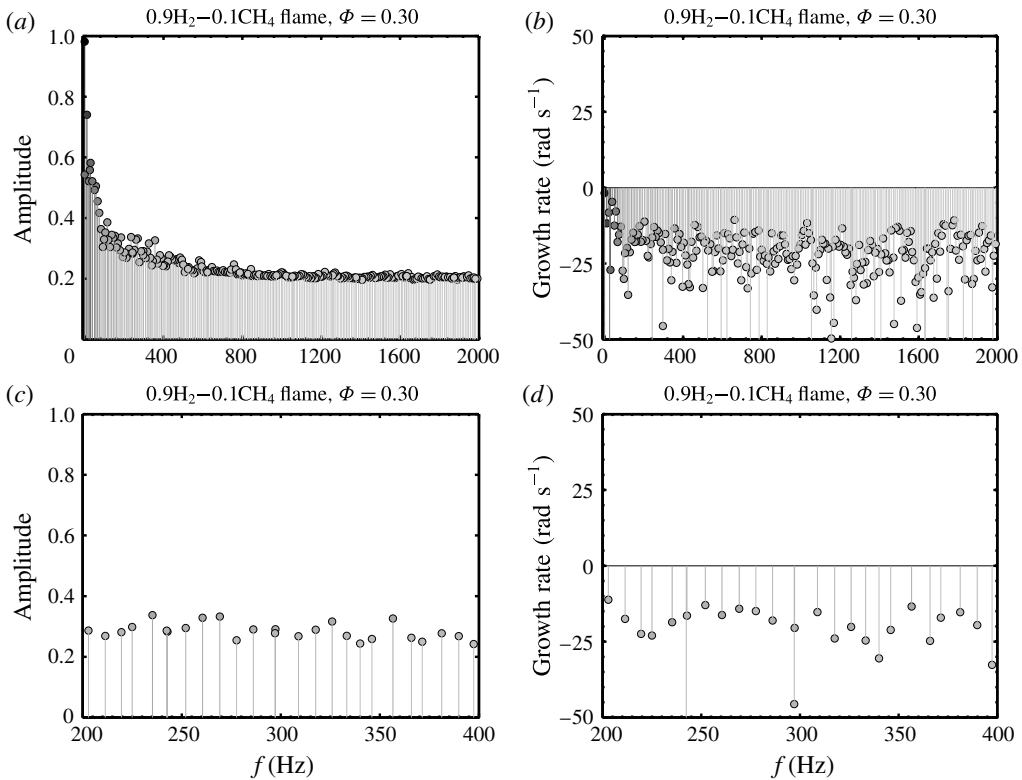 (a) 0.9H₂−0.1CH₄ flame, Φ = 0.30
1.0
0.8
0.6
0.4
0.2
0 400 800 1200 1600 2000
Amplitude
(b) 0.9H₂−0.1CH₄ flame, Φ = 0.30
50
25
0
−25
−50
0 400 800 1200 1600 2000
Growth rate (rad s⁻¹)
(c) 0.9H₂−0.1CH₄ flame, Φ = 0.30
1.0
0.8
0.6
0.4
0.2
0
200 250 300 350 400
Amplitude
f (Hz)
(d) 0.9H₂−0.1CH₄ flame, Φ = 0.30
50
25
0
−25
−50
200 250 300 350 400
Growth rate (rad s⁻¹)
f (Hz)